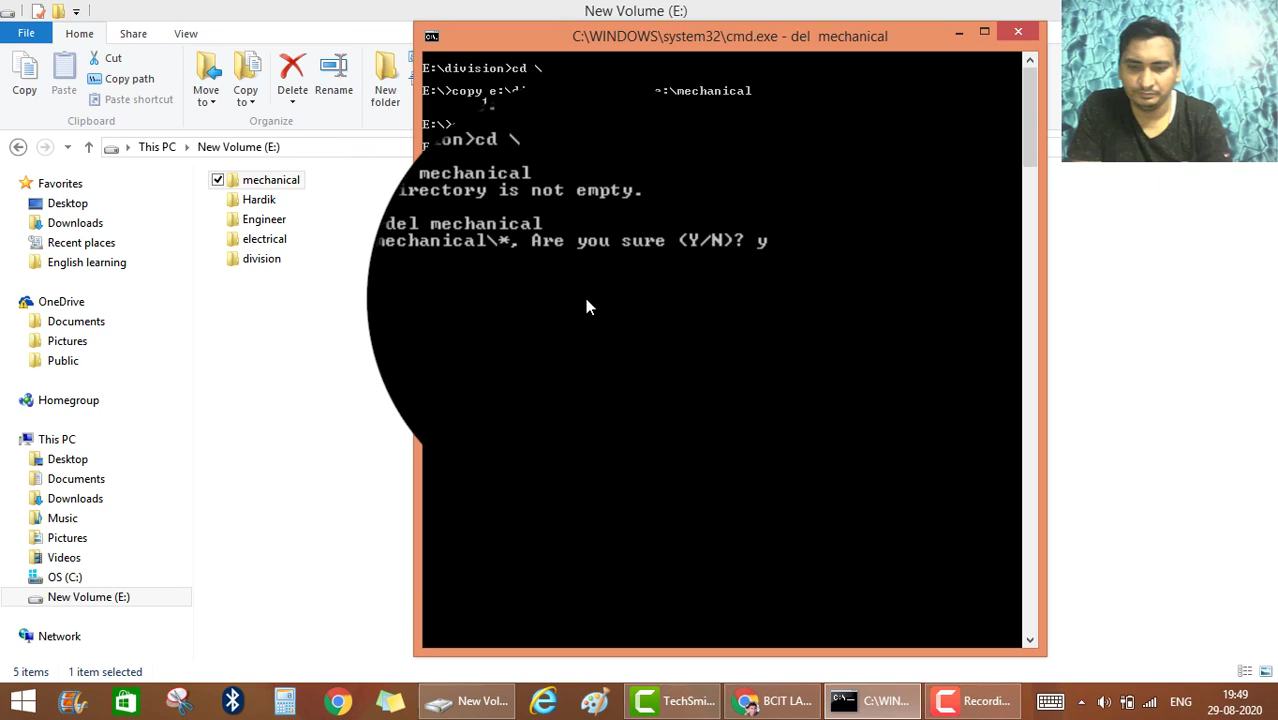 New Volume (E:)
File
Home
Share
View
Copy
Paste
Cut
Copy path
Paste shortcut
Clipboard
Move to
Copy to
Delete
Rename
New folder
Organize
This PC
New Volume (E:)
Favorites
Desktop
Downloads
Recent places
English learning
OneDrive
Documents
Pictures
Public
Homegroup
This PC
Desktop
Documents
Downloads
Music
Pictures
Videos
OS (C:)
New Volume (E:)
Network
mechanical
Hardik
Engineer
electrical
division
5 items
1 item selected
C:\WINDOWS\system32\cmd.exe - del mechanical
E:\division>cd \
E:\>copy e:\di e:\mechanical
E:\>
ion>cd \
mechanical
irectory is not empty.
del mechanical
mechanical\*, Are you sure (Y/N)? y
New Vol...
TechSmi...
BCIT LA...
C:\WIN...
Recordi...
ENG
19:49
29-08-2020